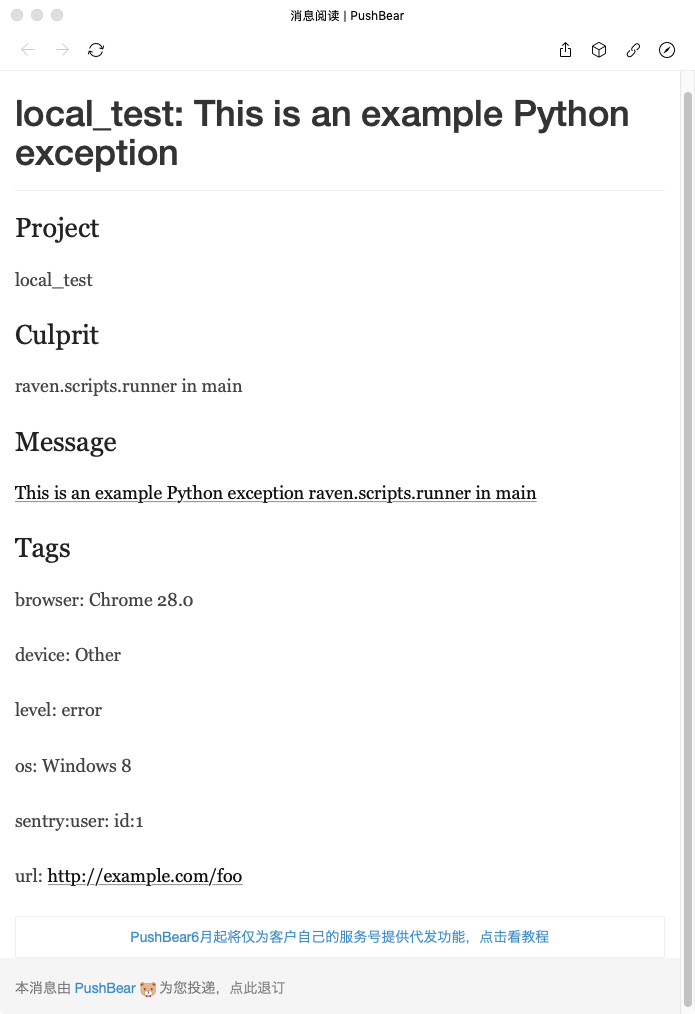 消息阅读 | PushBear
local_test: This is an example Python
exception
Project
local_test
Culprit
raven.scripts.runner in main
Message
This is an example Python exception raven.scripts.runner in main
Tags
browser: Chrome 28.0
device: Other
level: error
os: Windows 8
sentry:user: id:1
url: http://example.com/foo
PushBear6月起将仅为客户自己的服务号提供代发功能，点击看教程
本消息由 PushBear 🐻 为您投递，点此退订